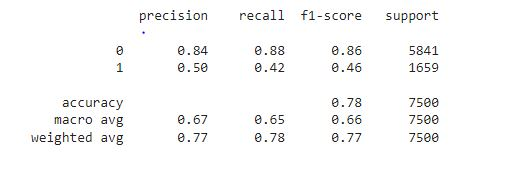 precision recall f1-score support
0 0.84 0.88 0.86 5841
1 0.50 0.42 0.46 1659
accuracy 0.78 7500
macro avg 0.67 0.65 0.66 7500
weighted avg 0.77 0.78 0.77 7500